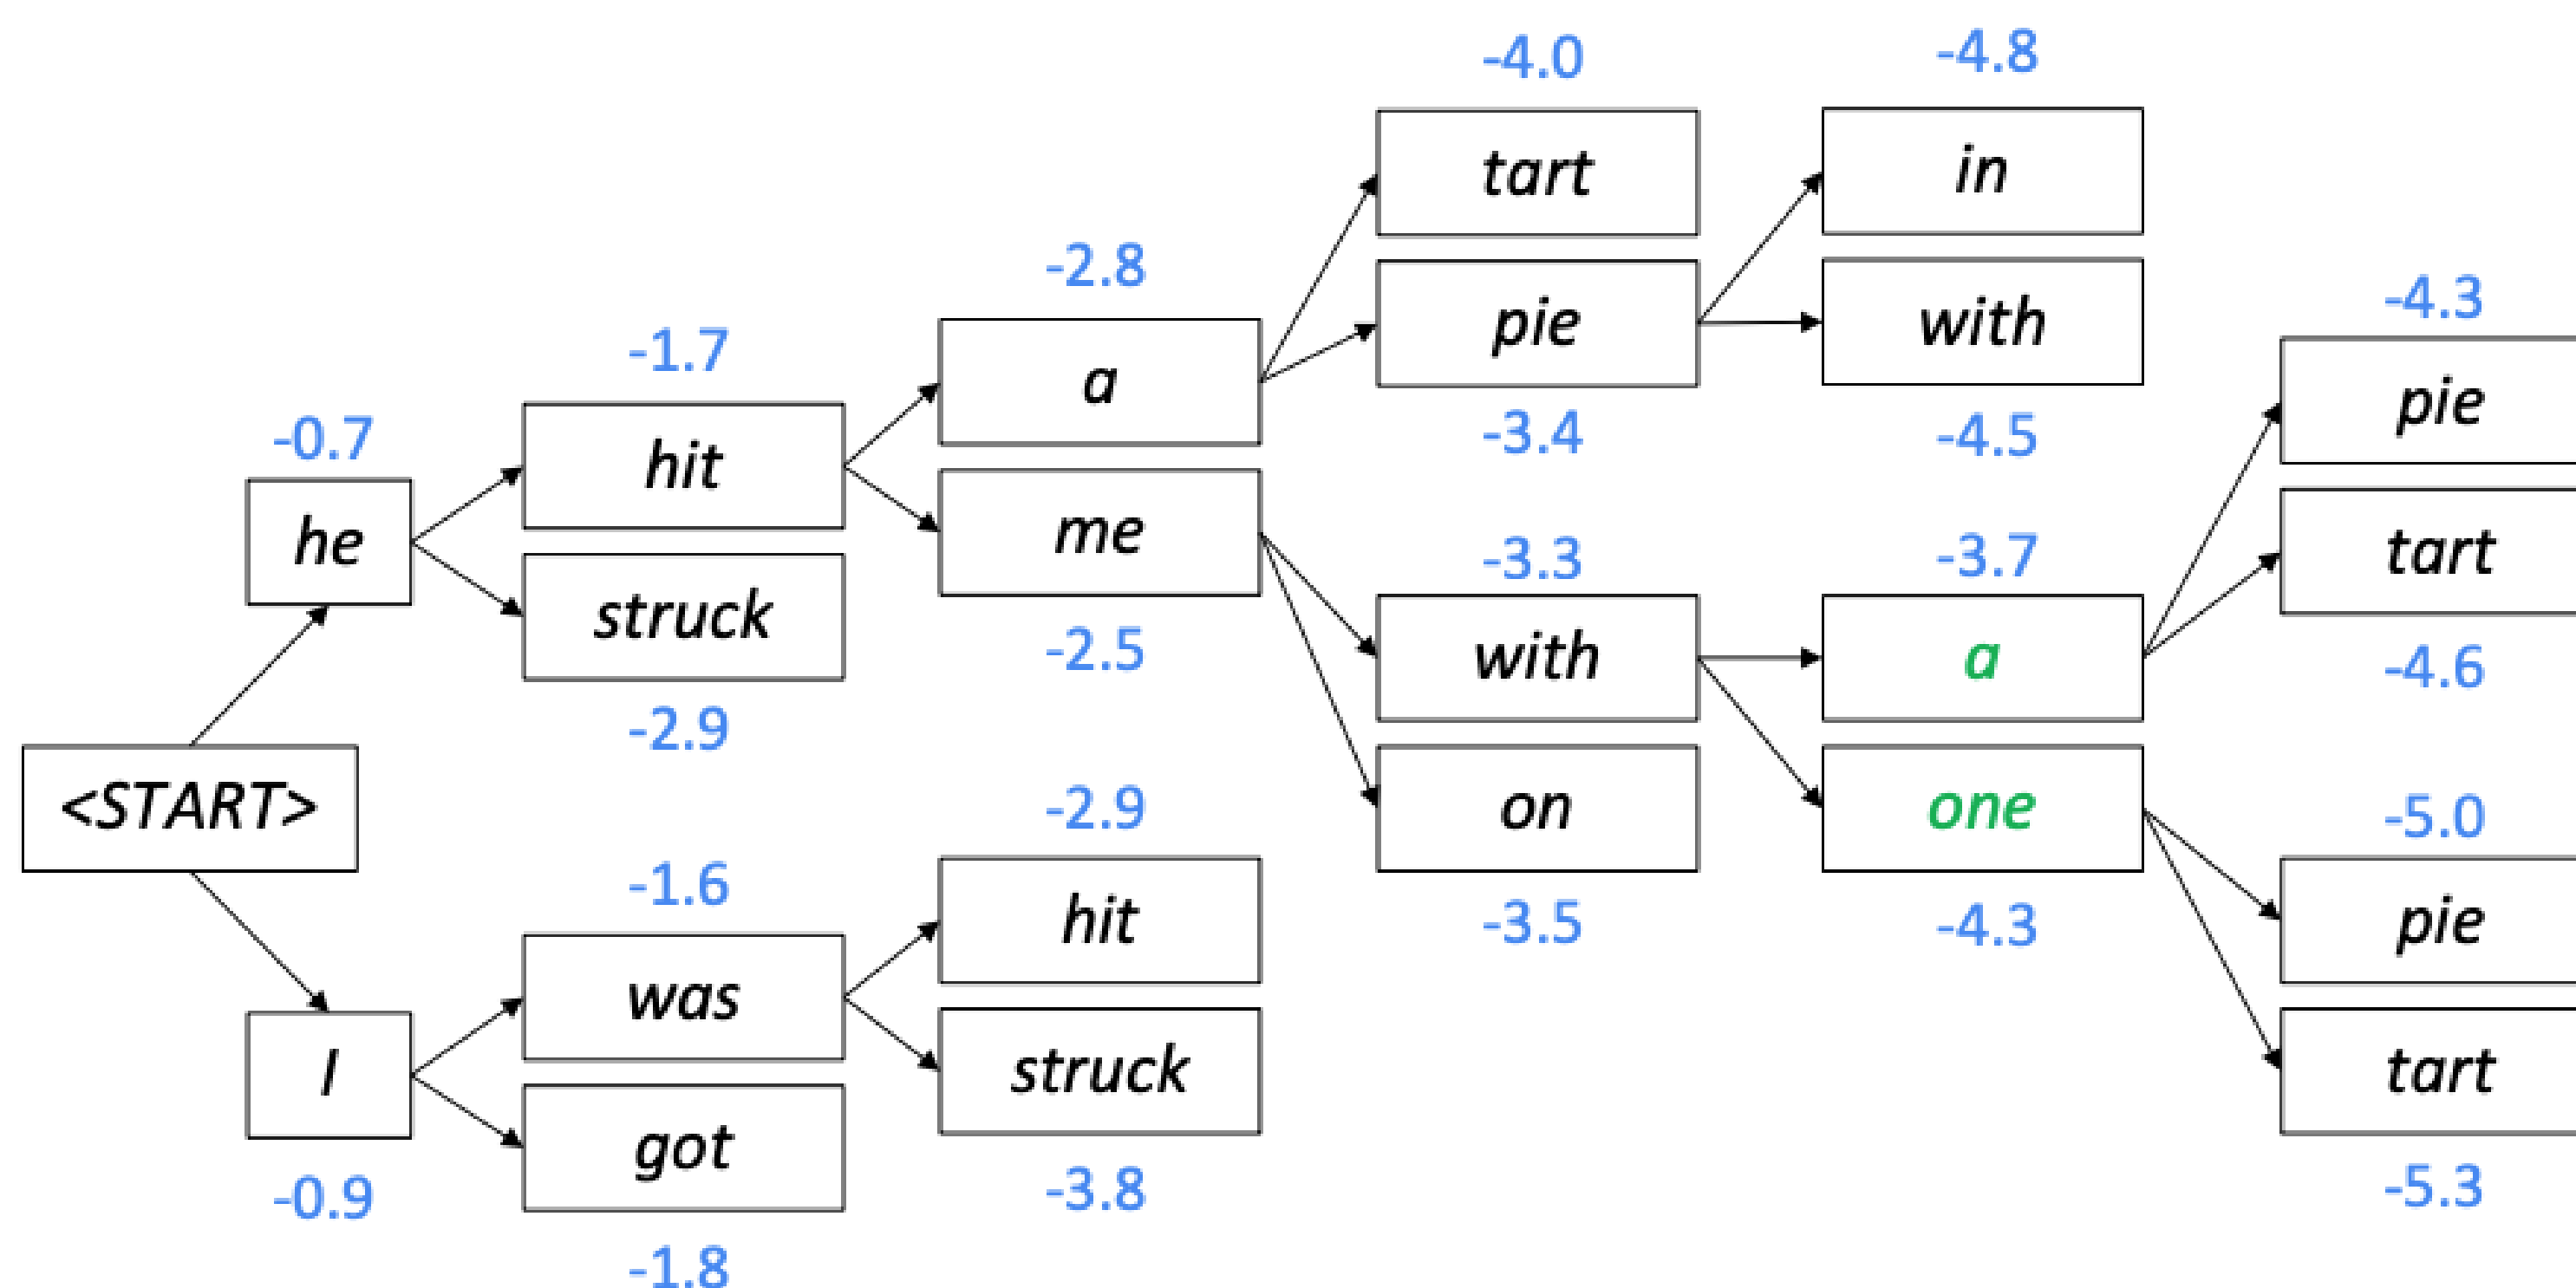 -4.0
-4.8
tart
in
-2.8
pie
with
-4.3
-1.7
a
pie
-0.7
hit
-3.4
-4.5
he
me
tart
struck
-3.3
-3.7
-2.5
with
a
-4.6
-2.9
<START>
-2.9
on
one
-5.0
-1.6
hit
-3.5
-4.3
pie
was
I
struck
tart
got
-0.9
-3.8
-5.3
-1.8